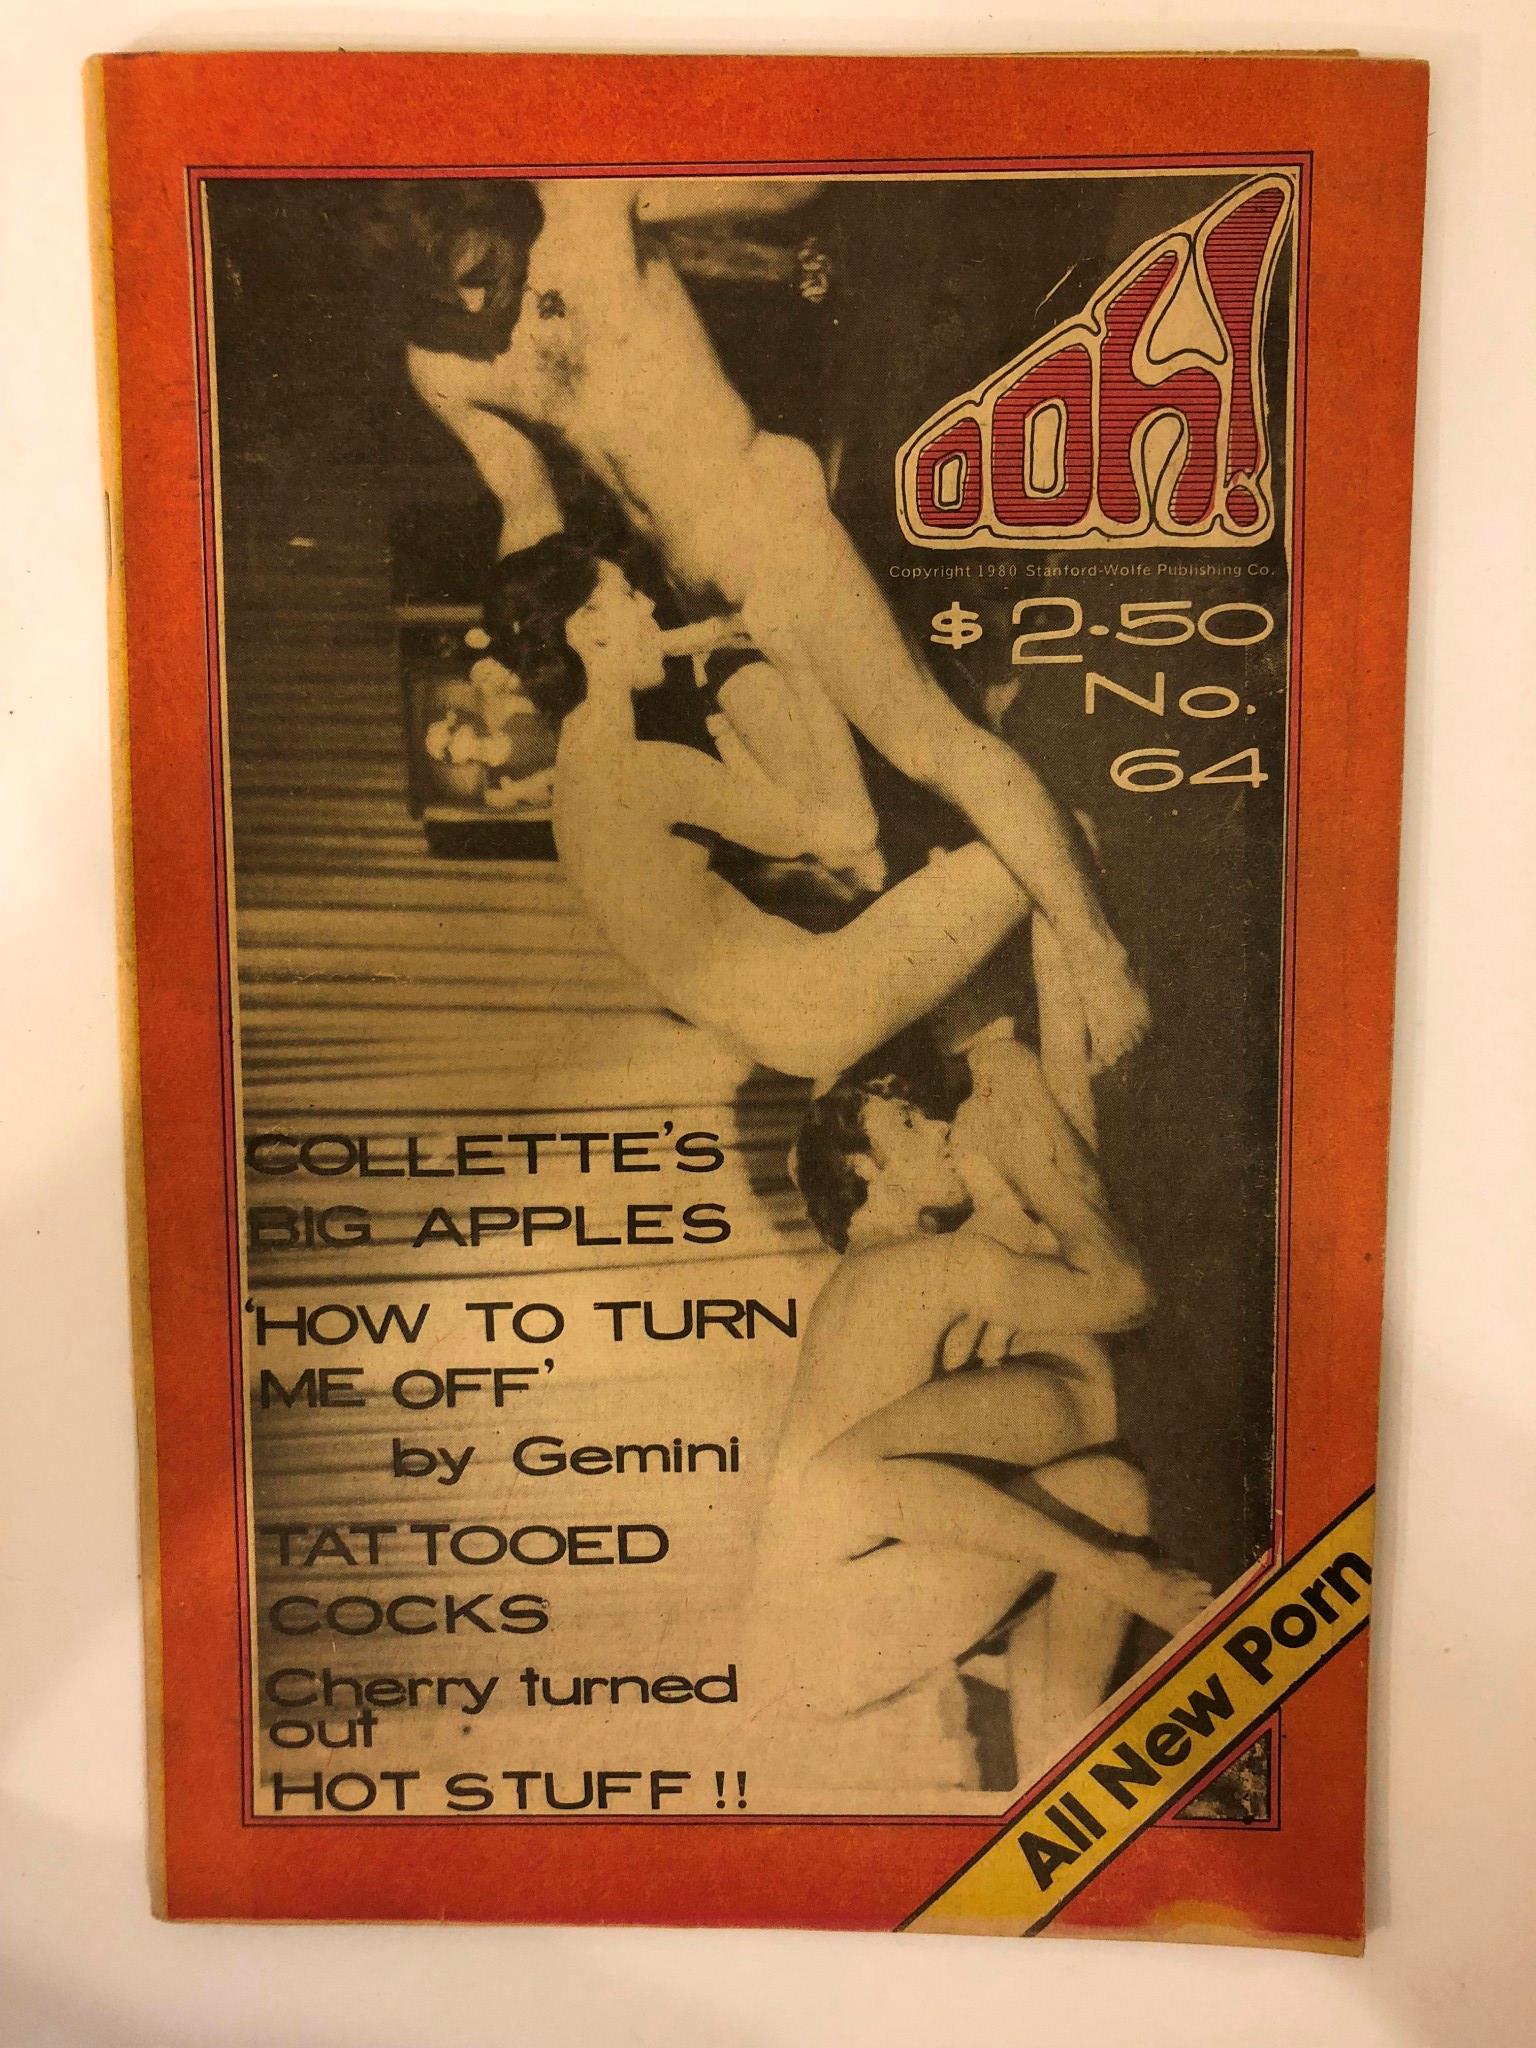 OOH!
Copyright 1980 Stanford-Wolfe Publishing Co.
$ 2.50
No.
64
COLLETTE'S
BIG APPLES
'HOW TO TURN
ME OFF'
by Gemini
TATTOOED
COCKS
Cherry turned
out
HOT STUFF !!
All New Porn